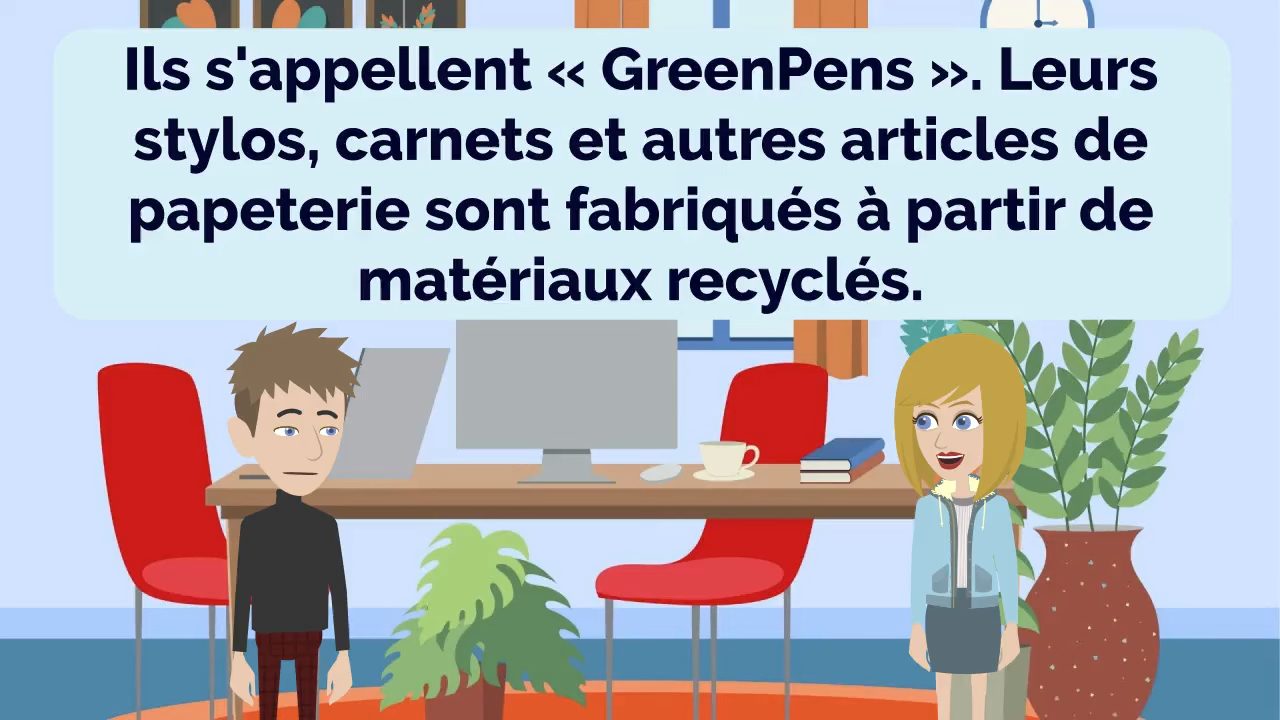 Ils s'appellent « GreenPens ». Leurs
stylos, carnets et autres articles de
papeterie sont fabriqués à partir de
matériaux recyclés.